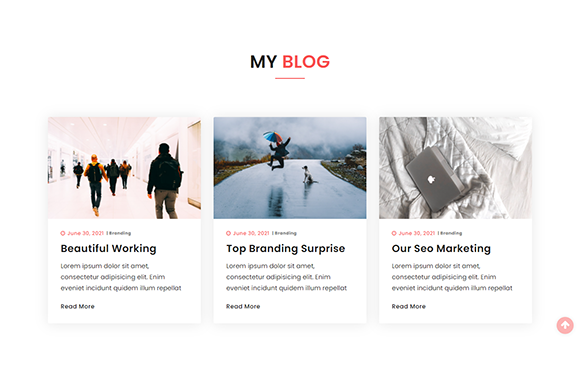 MY BLOG
June 30, 2021 | Branding
Beautiful Working
Lorem ipsum dolor sit amet,
consectetur adipisicing elit. Enim
eveniet incidunt quidem illum repellat
Read More
June 30, 2021 | Branding
Top Branding Surprise
Lorem ipsum dolor sit amet,
consectetur adipisicing elit. Enim
eveniet incidunt quidem illum repellat
Read More
June 30, 2021 | Branding
Our Seo Marketing
Lorem ipsum dolor sit amet,
consectetur adipisicing elit. Enim
eveniet incidunt quidem illum repellat
Read More